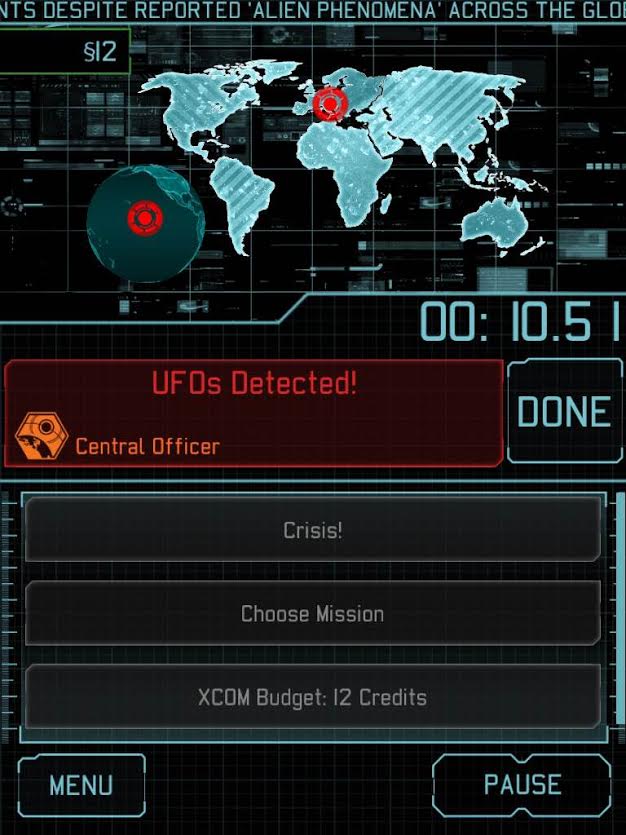 NTS DESPITE REPORTED 'ALIEN PHENOMENA' ACROSS THE GLOB
§12
00: 10.5 1
UFOs Detected!
DONE
Central Officer
Crisis!
Choose Mission
XCOM Budget: 12 Credits
MENU
PAUSE